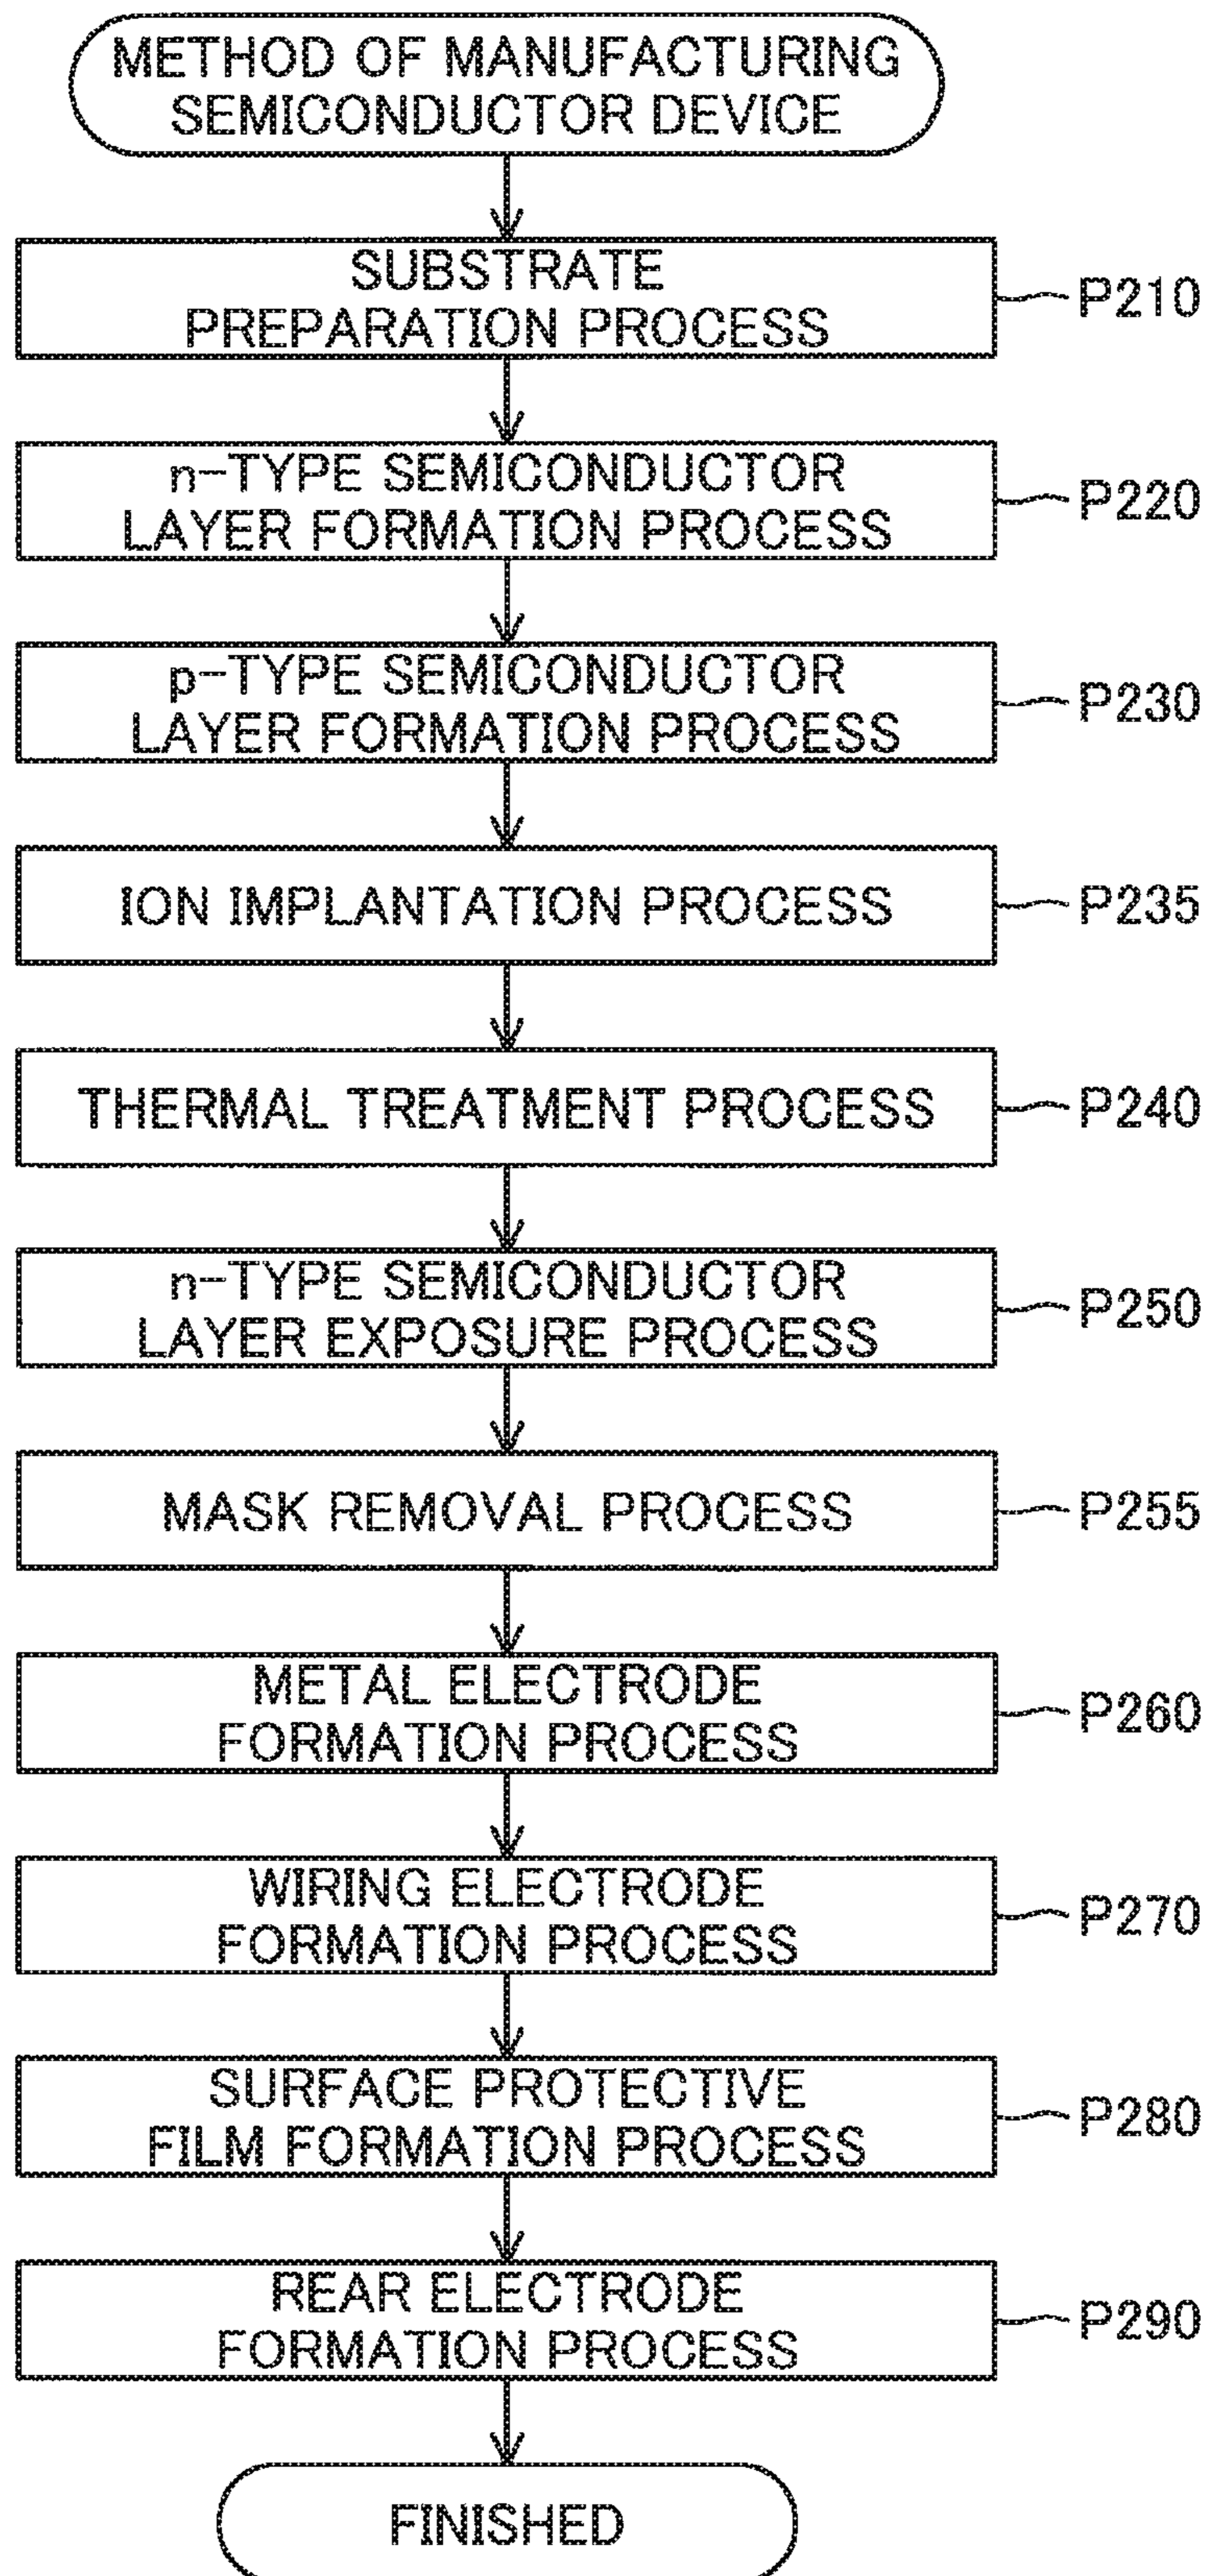 METHOD OF MANUFACTURING
SEMICONDUCTOR DEVICE
SUBSTRATE
PREPARATION PROCESS
P210
n-TYPE SEMICONDUCTOR
LAYER FORMATION PROCESS
P220
p-TYPE SEMICONDUCTOR
LAYER FORMATION PROCESS
P230
ION IMPLANTATION PROCESS
P235
THERMAL TREATMENT PROCESS
P240
n-TYPE SEMICONDUCTOR
LAYER EXPOSURE PROCESS
P250
MASK REMOVAL PROCESS
P255
METAL ELECTRODE
FORMATION PROCESS
P260
WIRING ELECTRODE
FORMATION PROCESS
P270
SURFACE PROTECTIVE
FILM FORMATION PROCESS
P280
REAR ELECTRODE
FORMATION PROCESS
P290
FINISHED